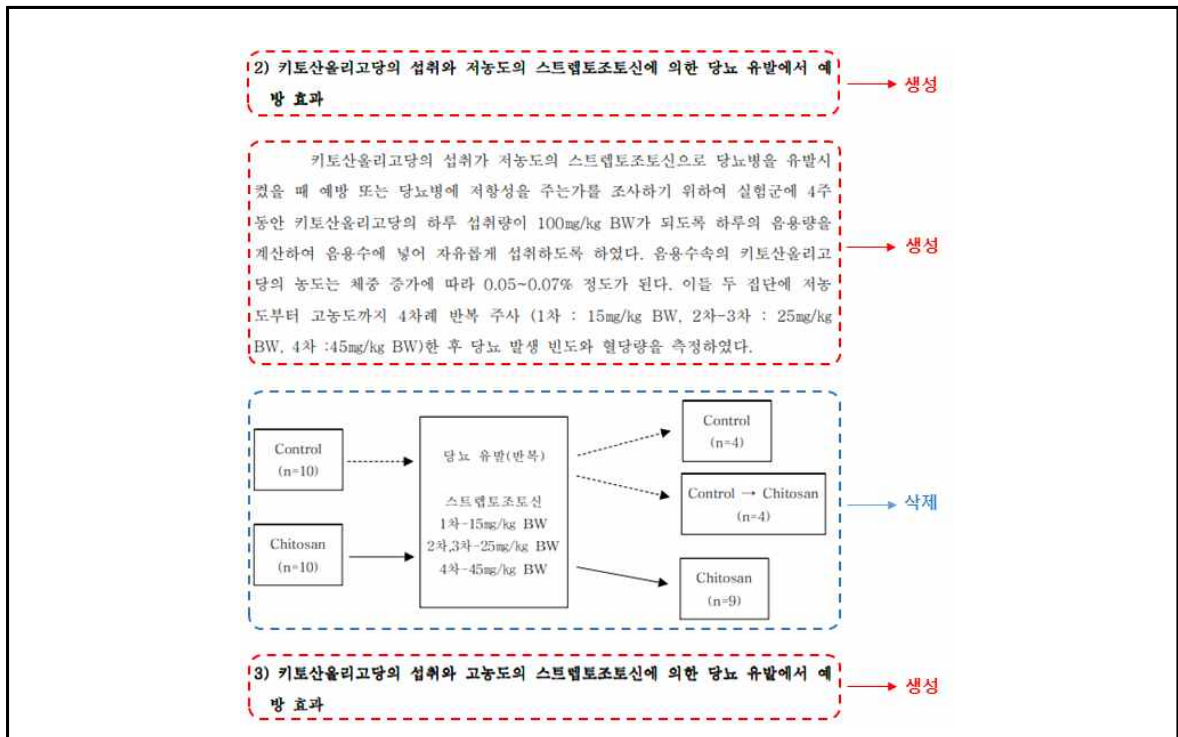 2) 키토산올리고당의 섭취와 저농도의 스트렙토조토신에 의한 당뇨 유발에서 예
방 효과
생성
키토산올리고당의 섭취가 저농도의 스트렙토조토신으로 당뇨병을 유발시
켰을 때 예방 또는 당뇨병에 저항성을 주는가를 조사하기 위하여 실험군에 4주
동안 키토산올리고당의 하루 섭취량이 100mg/kg BW가 되도록 하루의 음용량을
계산하여 음용수에 넣어 자유롭게 섭취하도록 하였다. 음용수속의 키토산올리고
당의 농도는 체중 증가에 따라 0.05~0.07% 정도가 된다. 이들 두 집단에 저농
도부터 고농도까지 4차례 반복 주사 (1차 : 15mg/kg BW, 2차-3차 : 25mg/kg
BW, 4차 :45mg/kg BW)한 후 당뇨 발생 빈도와 혈당량을 측정하였다.
생성
Control
(n=10)
Chitosan
(n=10)
당뇨 유발(반복)
스트렙토조토신
1차-15mg/kg BW
2차,3차-25mg/kg BW
4차-45mg/kg BW
Control
(n=4)
Control → Chitosan
(n=4)
Chitosan
(n=9)
삭제
3) 키토산올리고당의 섭취와 고농도의 스트렙토조토신에 의한 당뇨 유발에서 예
방 효과
생성